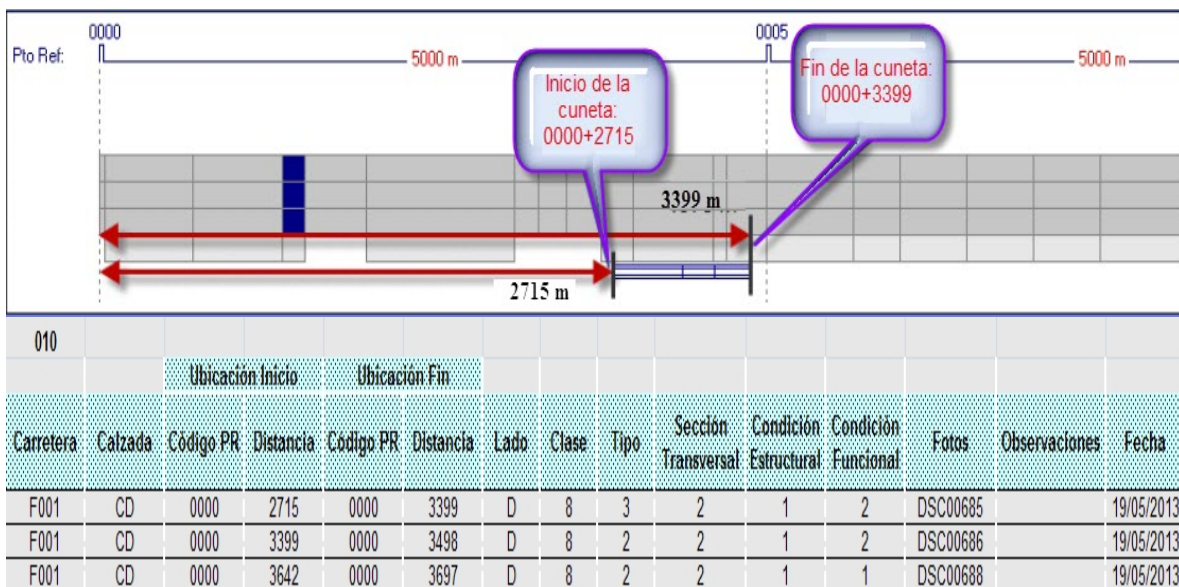 0000
0005
Pto Ref:
5000 m
5000 m
Inicio de la
cuneta:
0000+2715
Fin de la cuneta:
0000+3399
3399 m
2715 m
010
Ubicación Inicio Ubicación Fin
Carretera Calzada Código PR Distancia Código PR Distancia Lado Clase Tipo Sección Transversal Condición Estructural Condición Funcional Fotos Observaciones Fecha
F001 CD 0000 2715 0000 3399 D 8 3 2 1 2 DSC00685 19/05/2013
F001 CD 0000 3399 0000 3498 D 8 2 2 1 2 DSC00686 19/05/2013
F001 CD 0000 3642 0000 3697 D 8 2 2 1 1 DSC00688 19/05/2013